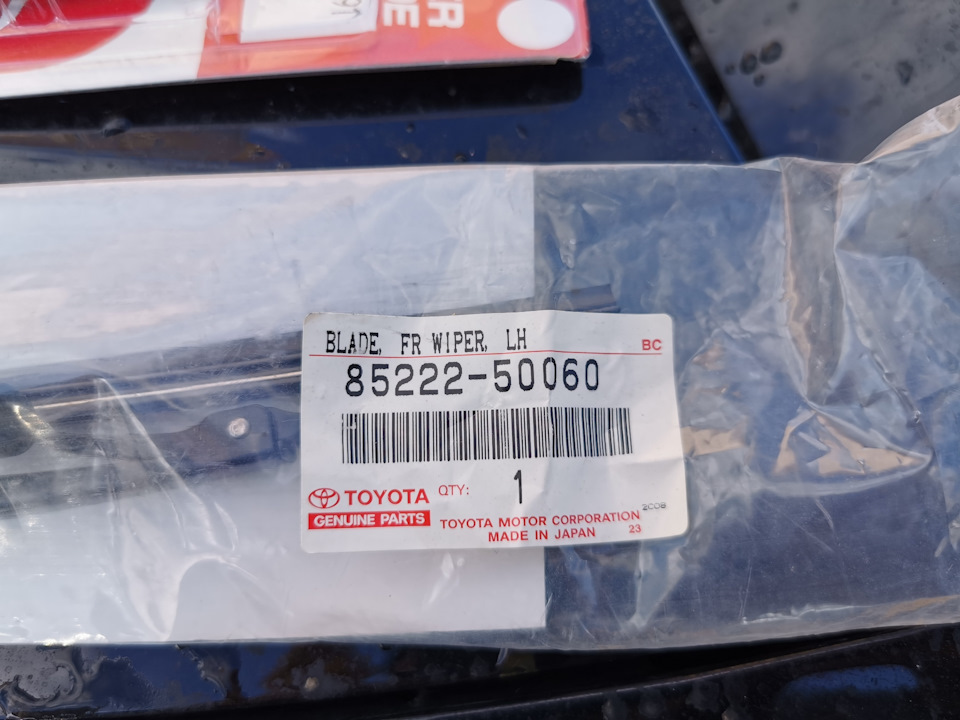 BLADE, FR WIPER, LH
BC
85222-50060
TOYOTA
GENUINE PARTS
QTY: 1
TOYOTA MOTOR CORPORATION
MADE IN JAPAN 23
2C08